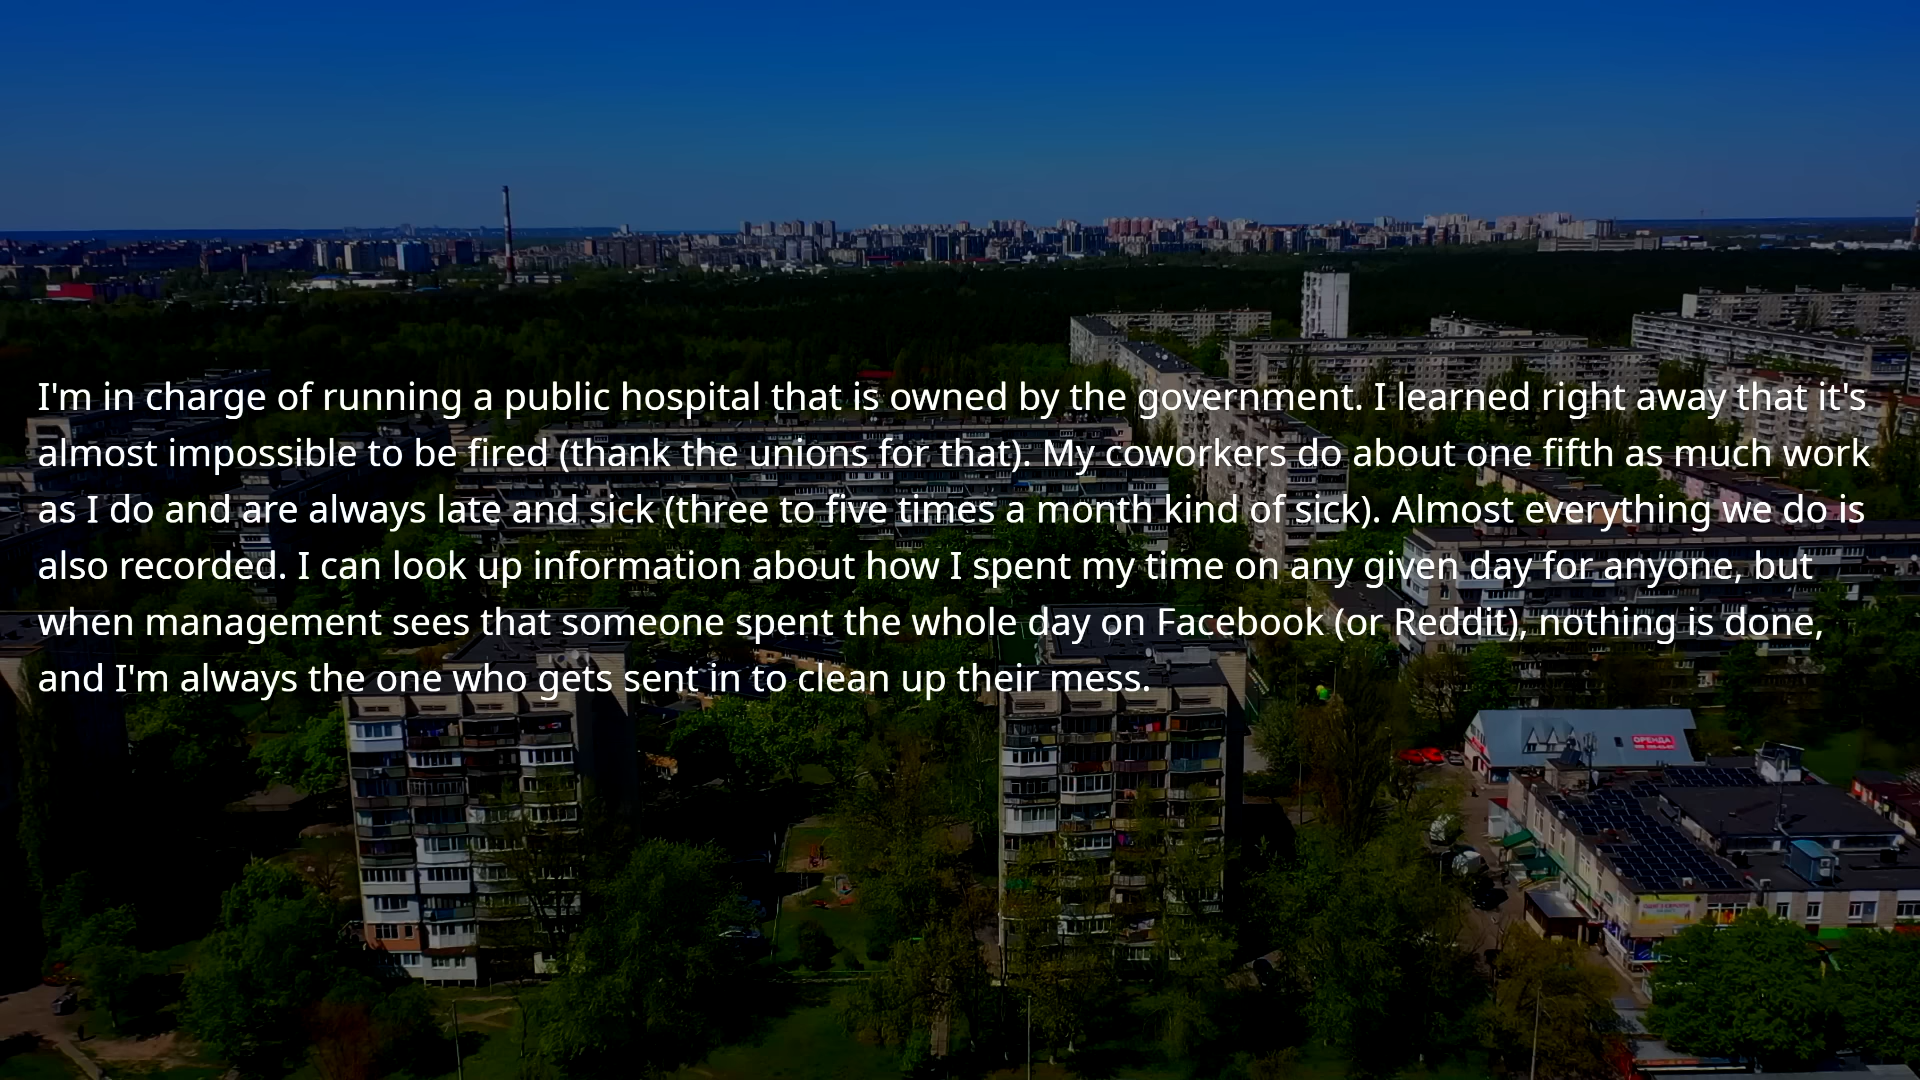 I'm in charge of running a public hospital that is owned by the government. I learned right away that it's
almost impossible to be fired (thank the unions for that). My coworkers do about one fifth as much work
as I do and are always late and sick (three to five times a month kind of sick). Almost everything we do is
also recorded. I can look up information about how I spent my time on any given day for anyone, but
when management sees that someone spent the whole day on Facebook (or Reddit), nothing is done,
and I'm always the one who gets sent in to clean up their mess.
ОРЕНДА